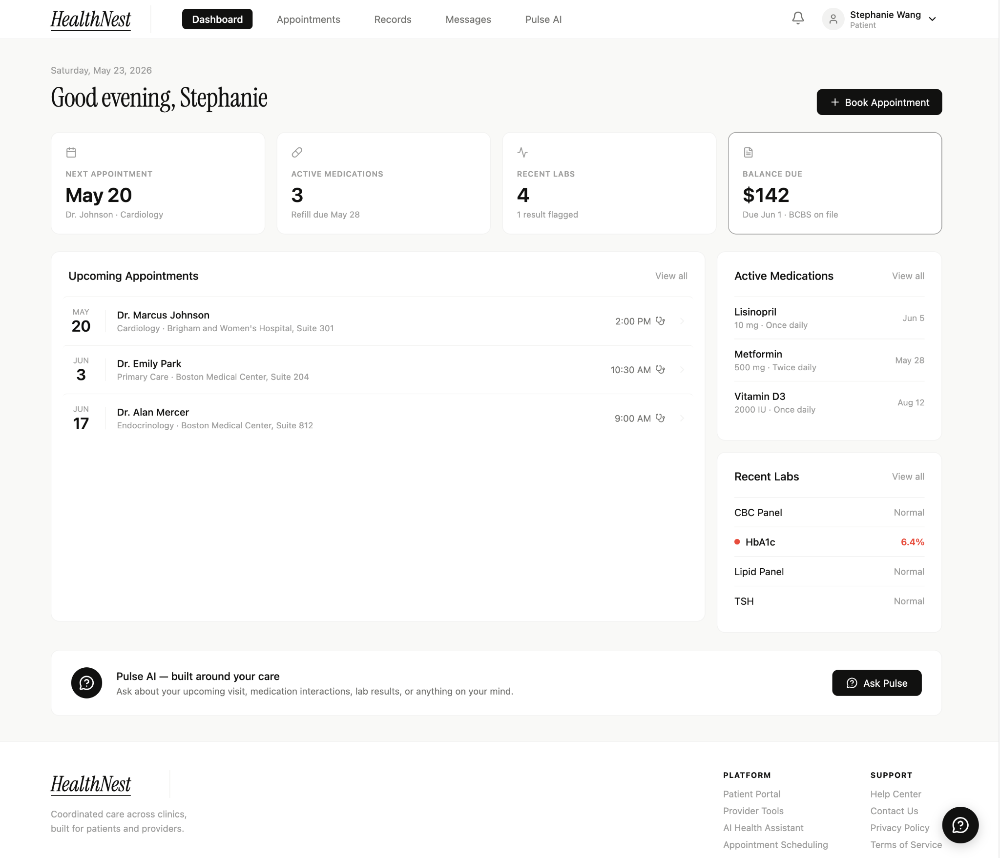 HealthNest
Dashboard
Appointments
Records
Messages
Pulse AI
Stephanie Wang
Patient
Saturday, May 23, 2026
Good evening, Stephanie
+ Book Appointment
NEXT APPOINTMENT
May 20
Dr. Johnson · Cardiology
ACTIVE MEDICATIONS
3
Refill due May 28
RECENT LABS
4
1 result flagged
BALANCE DUE
$142
Due Jun 1 · BCBS on file
Upcoming Appointments
View all
MAY
20
Dr. Marcus Johnson
Cardiology · Brigham and Women's Hospital, Suite 301
2:00 PM
JUN
3
Dr. Emily Park
Primary Care · Boston Medical Center, Suite 204
10:30 AM
JUN
17
Dr. Alan Mercer
Endocrinology · Boston Medical Center, Suite 812
9:00 AM
Active Medications
View all
Lisinopril
10 mg · Once daily
Jun 5
Metformin
500 mg · Twice daily
May 28
Vitamin D3
2000 IU · Once daily
Aug 12
Recent Labs
View all
CBC Panel
Normal
HbA1c
6.4%
Lipid Panel
Normal
TSH
Normal
Pulse AI — built around your care
Ask about your upcoming visit, medication interactions, lab results, or anything on your mind.
Ask Pulse
HealthNest
Coordinated care across clinics,
built for patients and providers.
PLATFORM
Patient Portal
Provider Tools
AI Health Assistant
Appointment Scheduling
SUPPORT
Help Center
Contact Us
Privacy Policy
Terms of Service